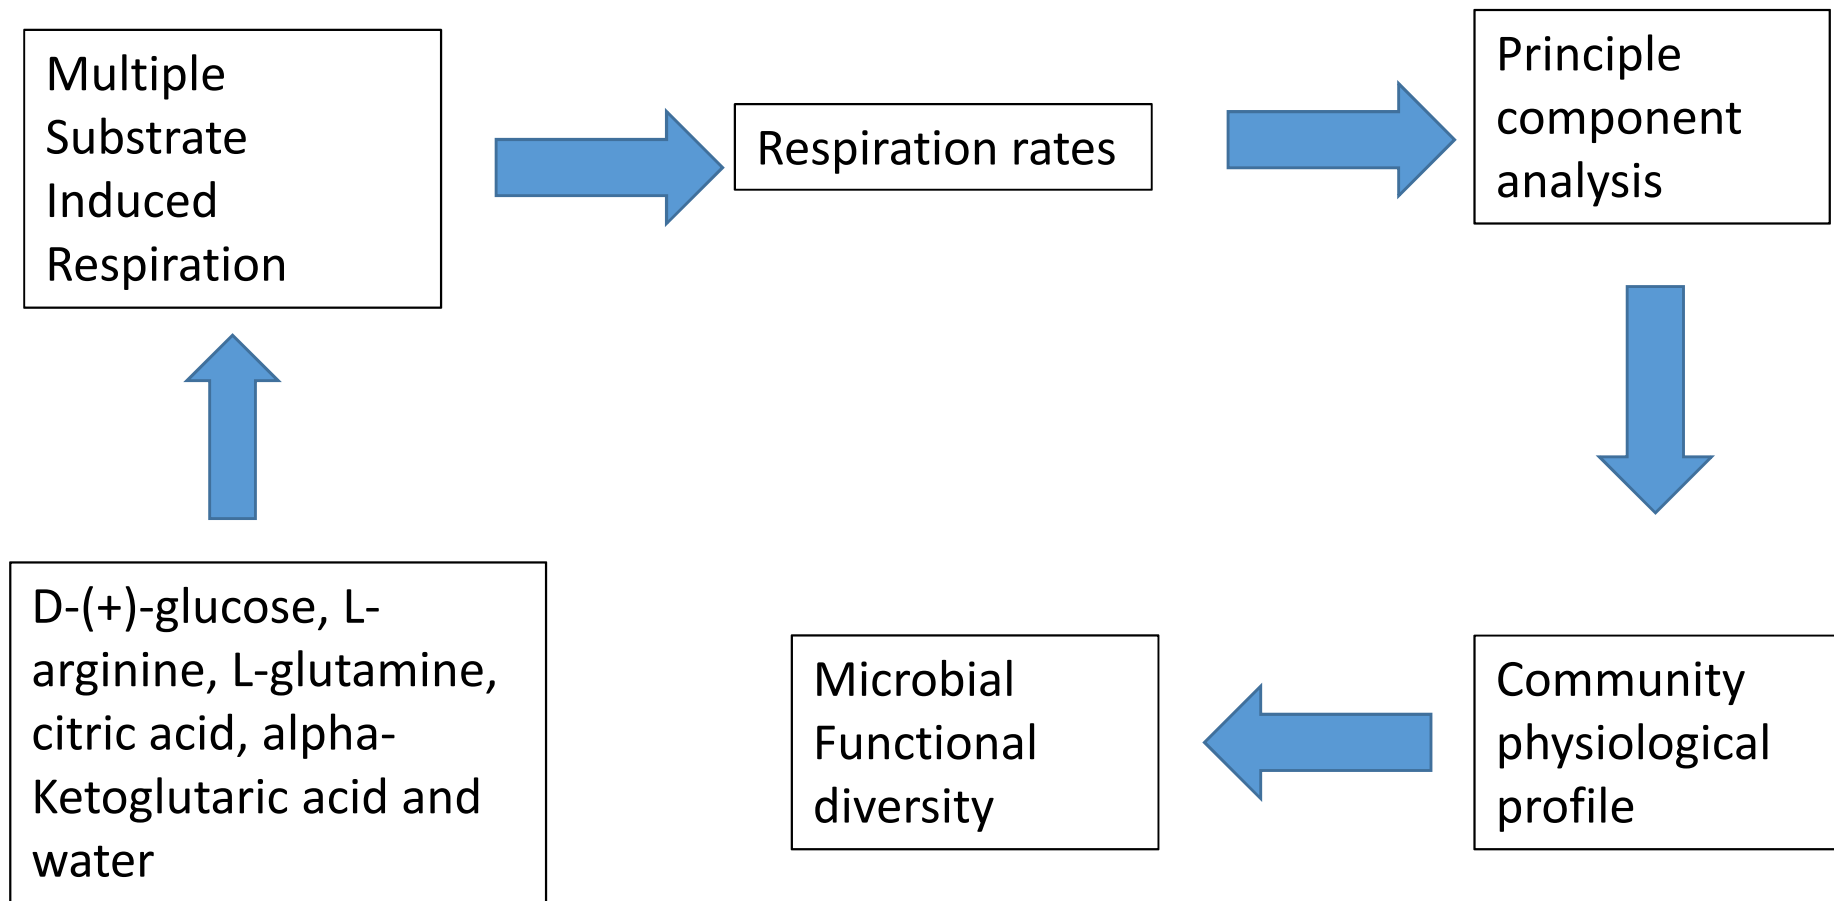 Multiple
Substrate
Induced
Respiration
Respiration rates
Principle
component
analysis
D-(+)-glucose, L-
arginine, L-glutamine,
citric acid, alpha-
Ketoglutaric acid and
water
Microbial
Functional
diversity
Community
physiological
profile